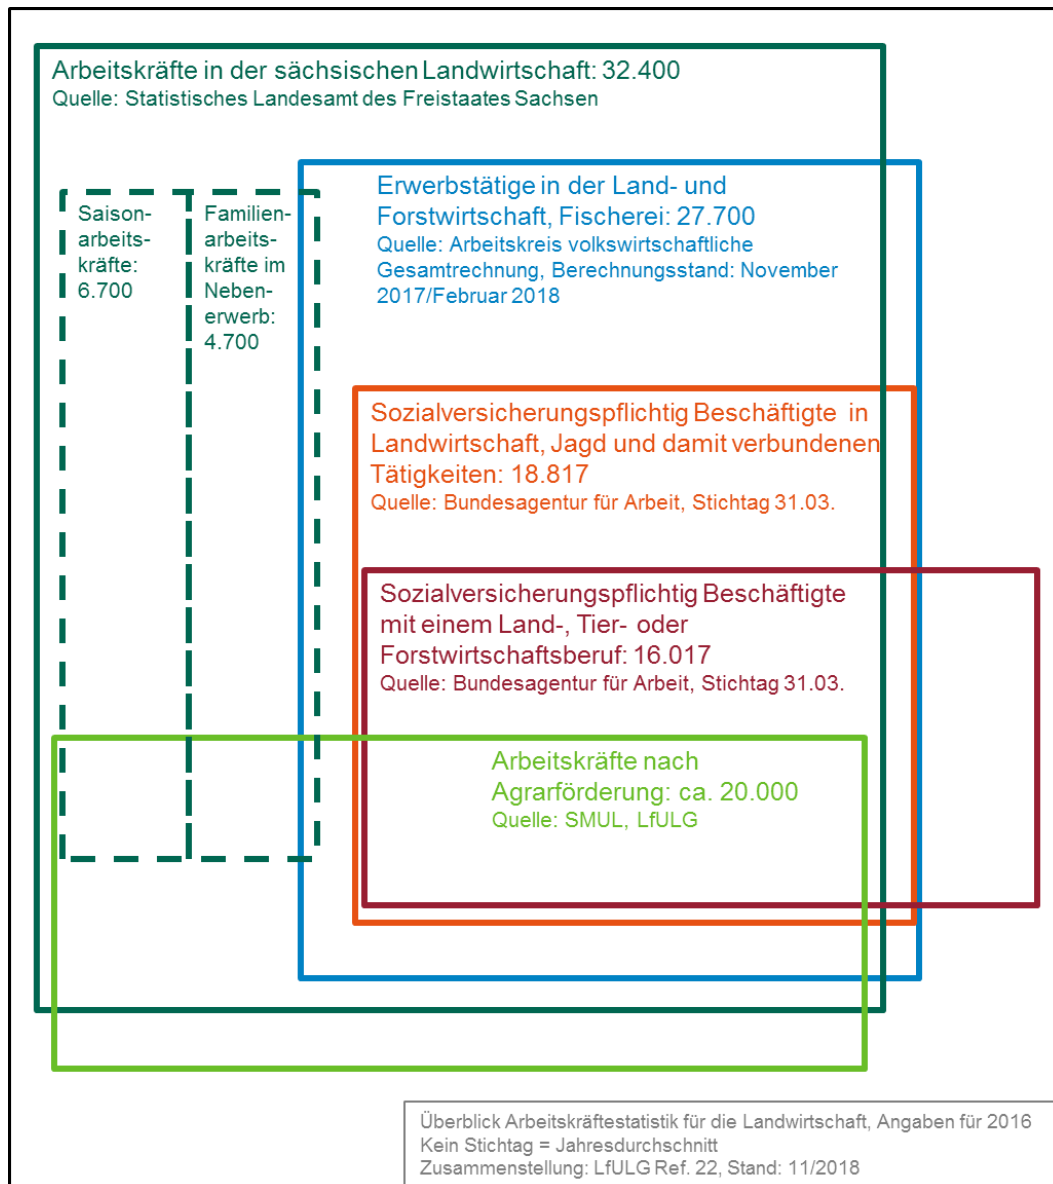 Arbeitskräfte in der sächsischen Landwirtschaft: 32.400
Quelle: Statistisches Landesamt des Freistaates Sachsen
Saison-
arbeits-
kräfte:
6.700
Familien-
arbeits-
kräfte im
Neben-
erwerb:
4.700
Erwerbstätige in der Land- und
Forstwirtschaft, Fischerei: 27.700
Quelle: Arbeitskreis volkswirtschaftliche
Gesamtrechnung, Berechnungsstand: November
2017/Februar 2018
Sozialversicherungspflichtig Beschäftigte in
Landwirtschaft, Jagd und damit verbundenen
Tätigkeiten: 18.817
Quelle: Bundesagentur für Arbeit, Stichtag 31.03.
Sozialversicherungspflichtig Beschäftigte
mit einem Land-, Tier- oder
Forstwirtschaftsberuf: 16.017
Quelle: Bundesagentur für Arbeit, Stichtag 31.03.
Arbeitskräfte nach
Agrarförderung: ca. 20.000
Quelle: SMUL, LfULG
Überblick Arbeitskräftestatistik für die Landwirtschaft, Angaben für 2016
Kein Stichtag = Jahresdurchschnitt
Zusammenstellung: LfULG Ref. 22, Stand: 11/2018